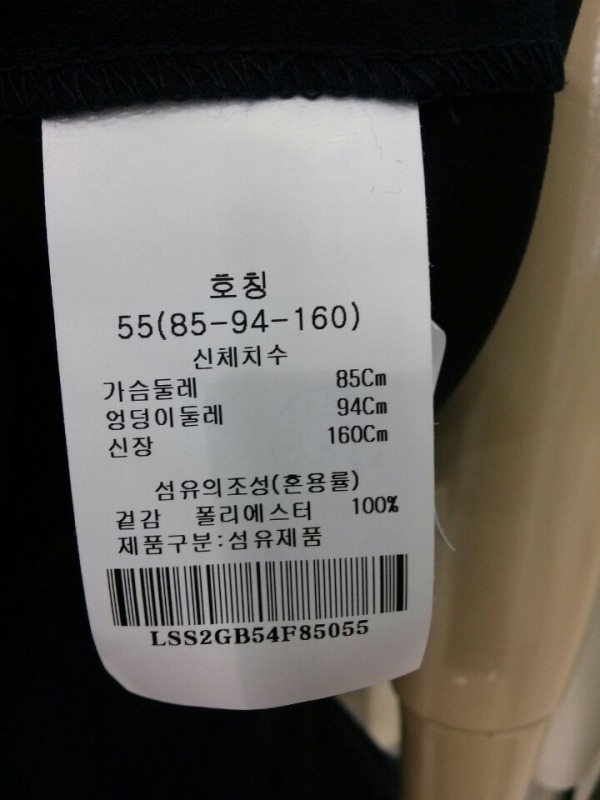 호칭
55(85-94-160)
신체치수
가슴둘레 85Cm
엉덩이둘레 94Cm
신장 160Cm
섬유의조성(혼용률)
겉감 폴리에스터 100%
제품구분:섬유제품
LSS2GB54F85055